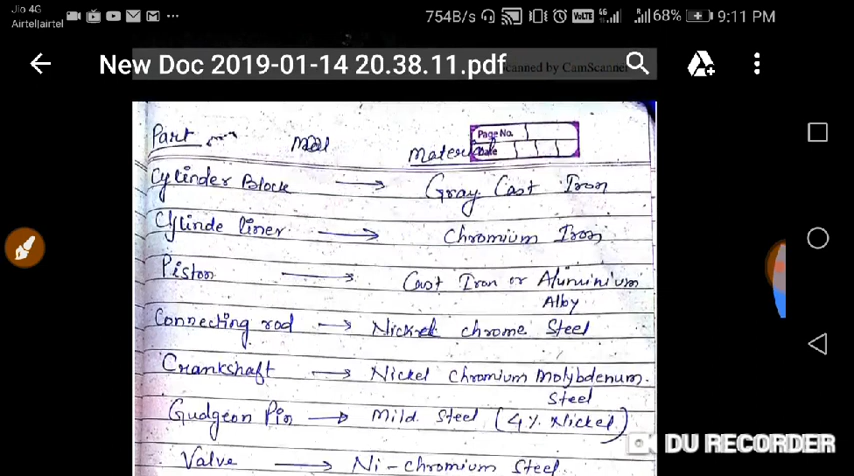 Jio 4G
Airtel|airtel
754B/s
VoLTE
4G
68%
9:11 PM
New Doc 2019-01-14 20.38.11.pdf
Scanned by CamScanner
Part
Material
Page No.
Date
Cylinder Block → Gray Cast Iron
Cylinde liner → Chromium Iron
Piston → Cast Iron or Aluminium
Alloy
Connecting rod → Nickel chrome Steel
Crankshaft → Nickel Chromium Molybdenum
Steel
Gudgeon Pin → Mild Steel (4% Nickel)
DU RECORDER
Valve → Ni-chromium Steel